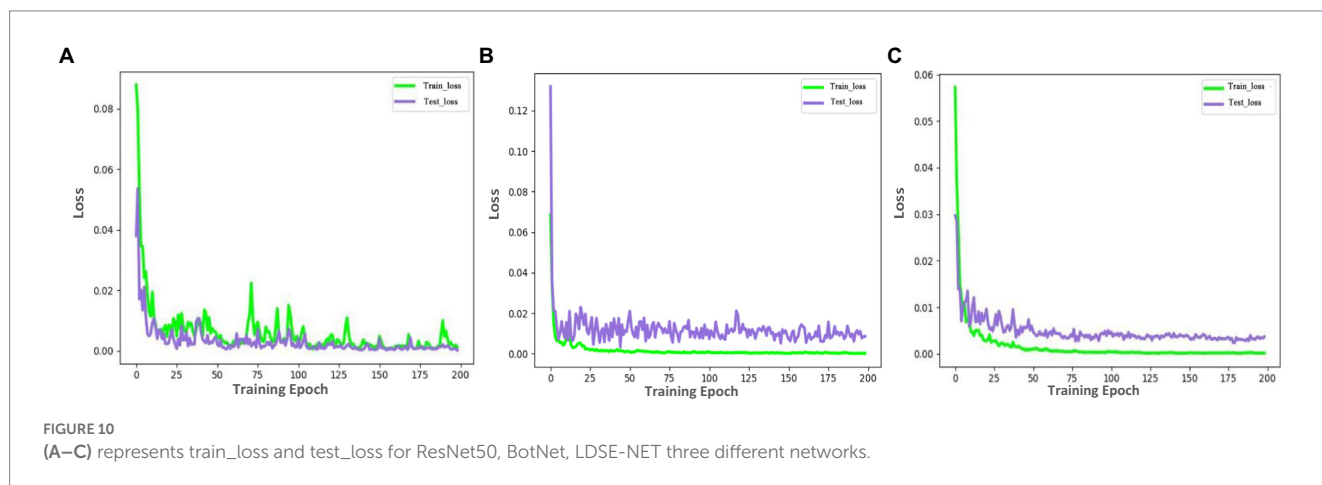 A
Train_loss
Test_loss
0.08
0.06
0.04
0.02
0.00
Loss
0 25 50 75 100 125 150 175 200
Training Epoch
B
Train_loss
Test_loss
0.12
0.10
0.08
0.06
0.04
0.02
0.00
Loss
0 25 50 75 100 125 150 175 200
Training Epoch
C
Train_loss
Test_loss
0.06
0.05
0.04
0.03
0.02
0.01
0.00
Loss
0 25 50 75 100 125 150 175 200
Training Epoch
FIGURE 10
(A–C) represents train_loss and test_loss for ResNet50, BotNet, LDSE-NET three different networks.